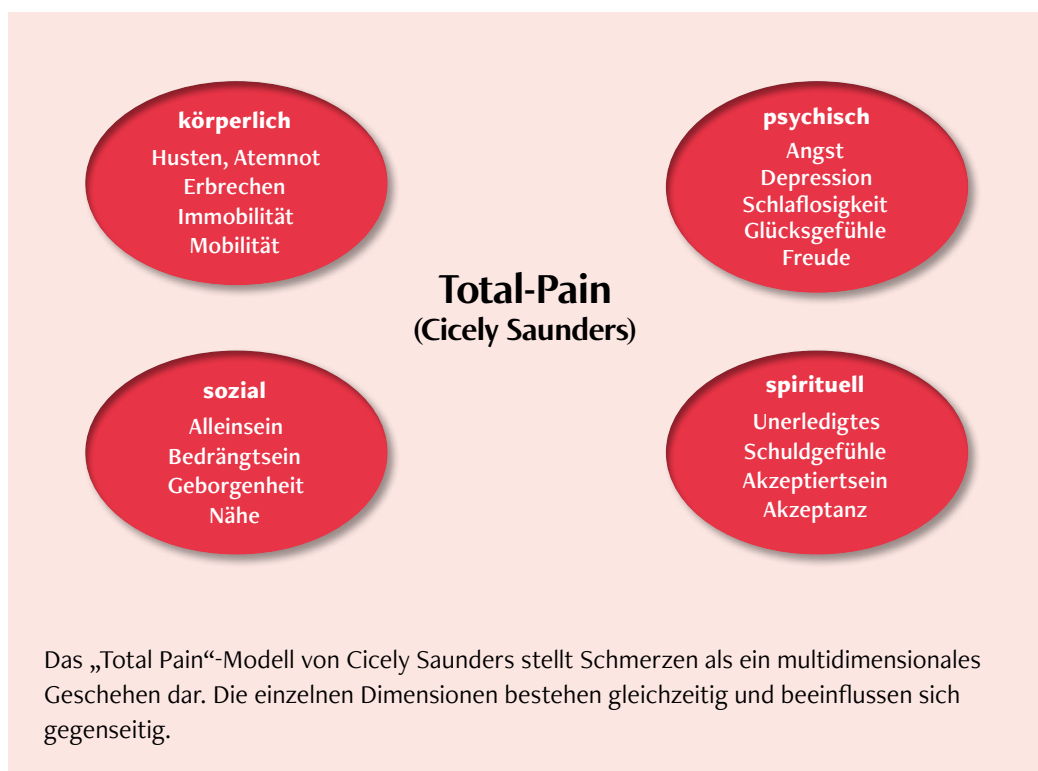 körperlich
Husten, Atemnot
Erbrechen
Immobilität
Mobilität
psychisch
Angst
Depression
Schlaflosigkeit
Glücksgefühle
Freude
Total-Pain
(Cicely Saunders)
sozial
Alleinsein
Bedrängtsein
Geborgenheit
Nähe
spirituell
Unerledigtes
Schuldgefühle
Akzeptiertsein
Akzeptanz
Das „Total Pain“-Modell von Cicely Saunders stellt Schmerzen als ein multidimensionales
Geschehen dar. Die einzelnen Dimensionen bestehen gleichzeitig und beeinflussen sich
gegenseitig.